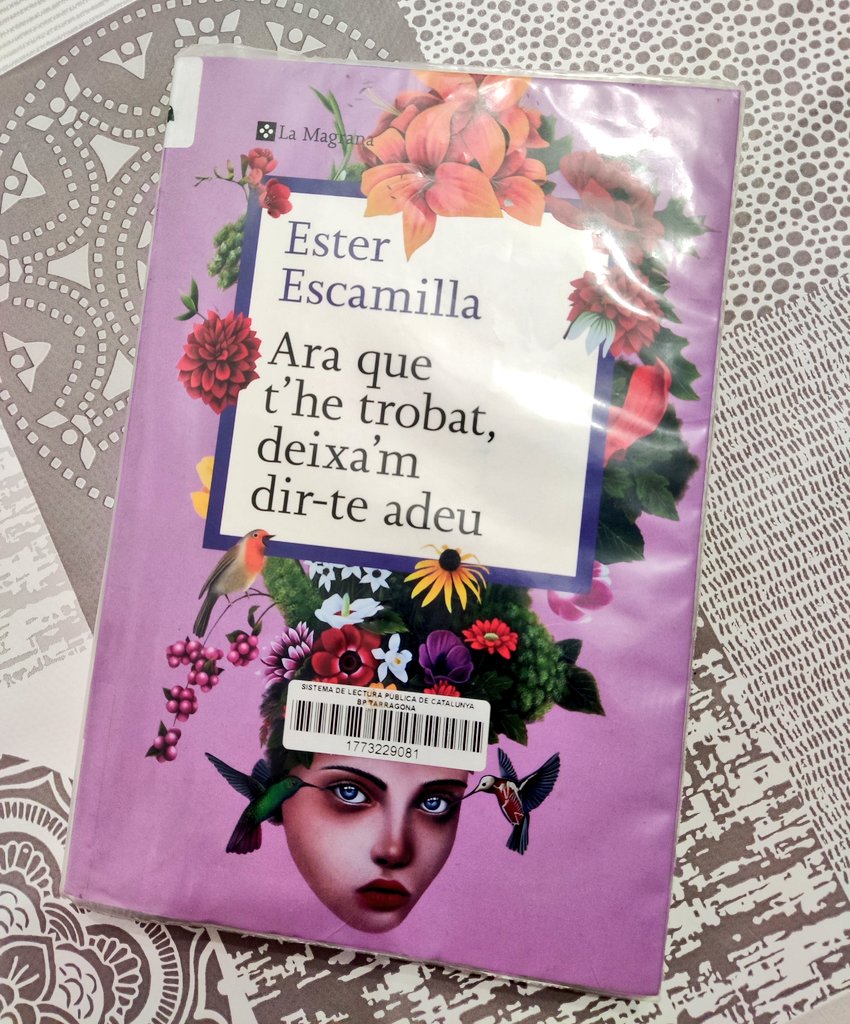 La Magrana
Ester
Escamilla
Ara que
t'he trobat,
deixa'm
dir-te adeu
SISTEMA DE LECTURA PÚBLICA DE CATALUNYA
BP TARRAGONA
1773229081